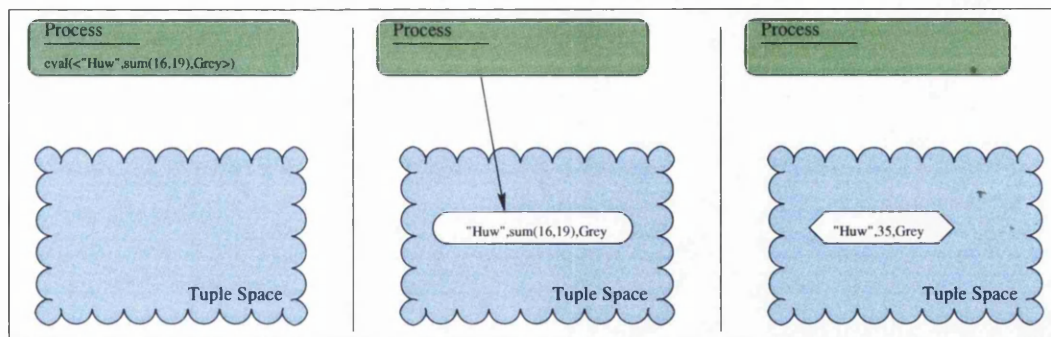 Process
eval(<"Huw",sum(16,19),Grey>)
Tuple Space
Process
"Huw",sum(16,19),Grey
Tuple Space
Process
"Huw",35,Grey
Tuple Space